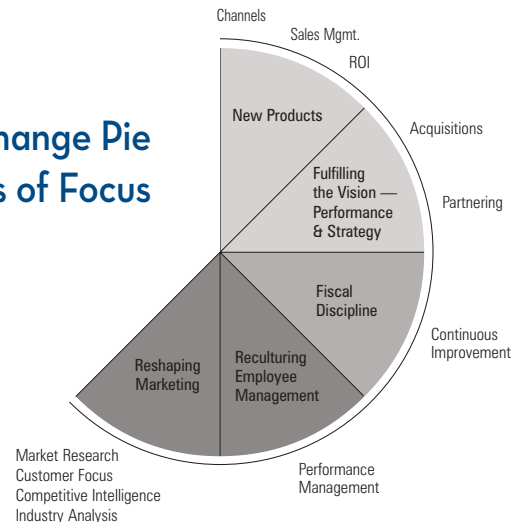 Channels
Sales Mgmt.
ROI
hange Pie
s of Focus
New Products
Acquisitions
Fulfilling
the Vision —
Performance
& Strategy
Partnering
Fiscal
Discipline
Continuous
Improvement
Reshaping
Marketing
Reculturing
Employee
Management
Market Research
Customer Focus
Competitive Intelligence
Industry Analysis
Performance
Management